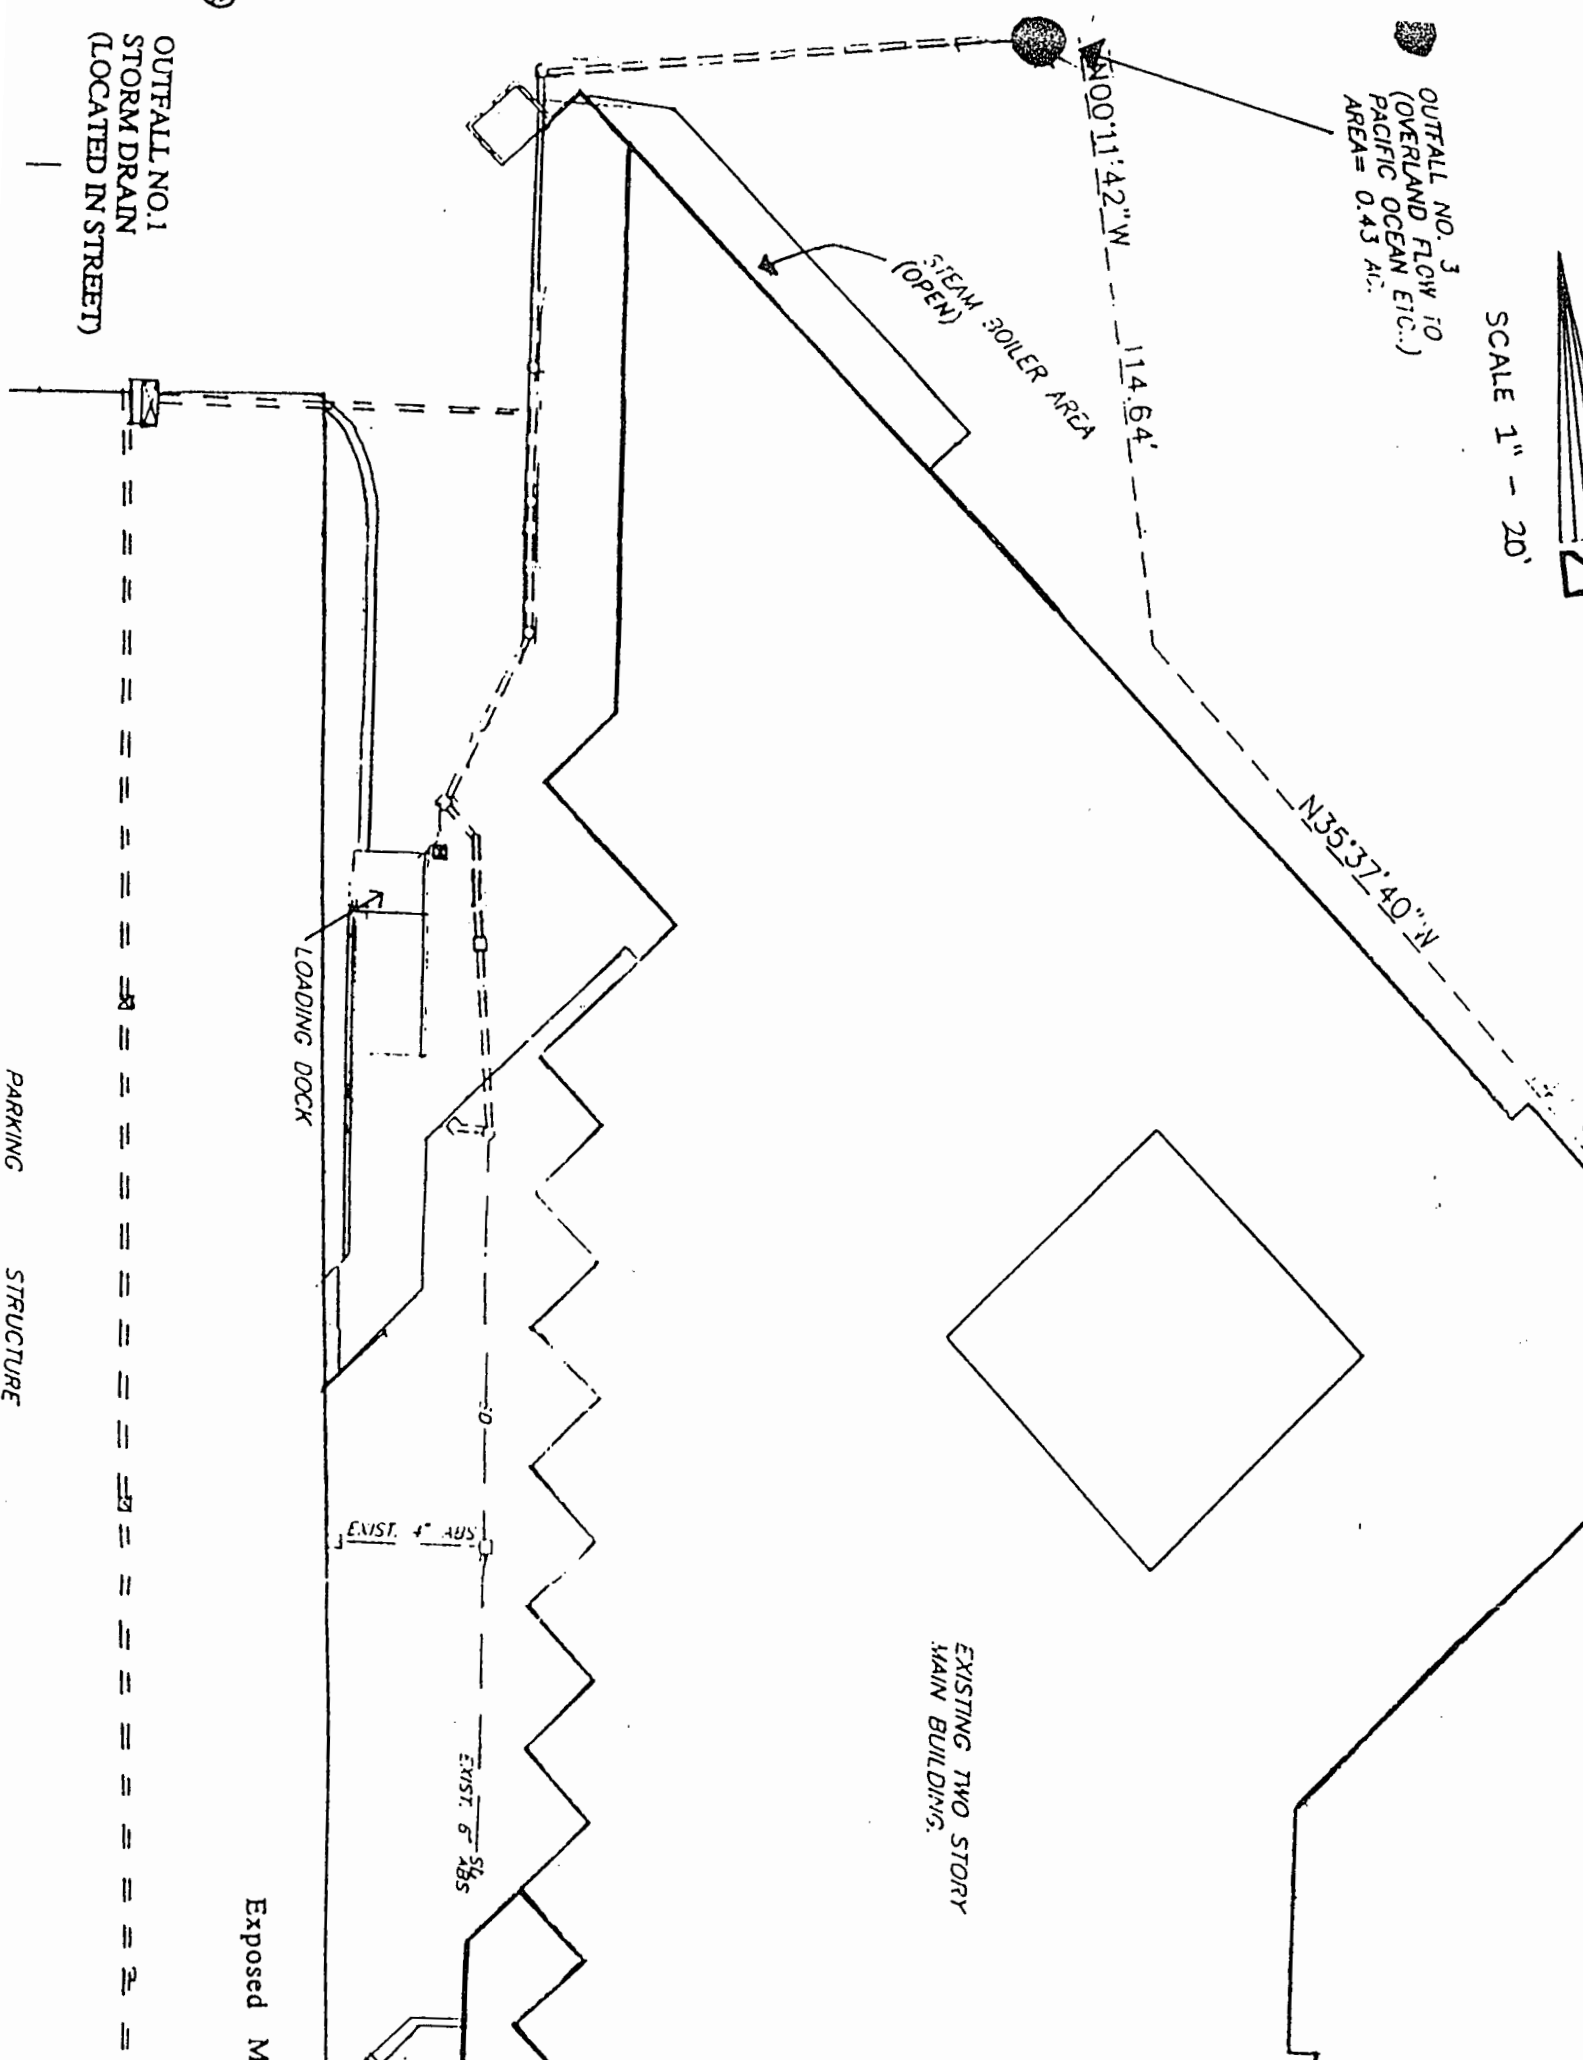 OUTFALL NO. 3
(OVERLAND FLOW TO
PACIFIC OCEAN ETC..)
AREA= 0.43 AC.
SCALE 1" - 20'
N00°11'42"W
114.64'
STEAM BOILER AREA
(OPEN)
N35°37'40"W
OUTFALL NO.1
STORM DRAIN
(LOCATED IN STREET)
LOADING DOCK
PARKING STRUCTURE
EXIST. 4" ABS
EXISTING TWO STORY
MAIN BUILDING.
EXIST. 6"
ABS
Exposed M